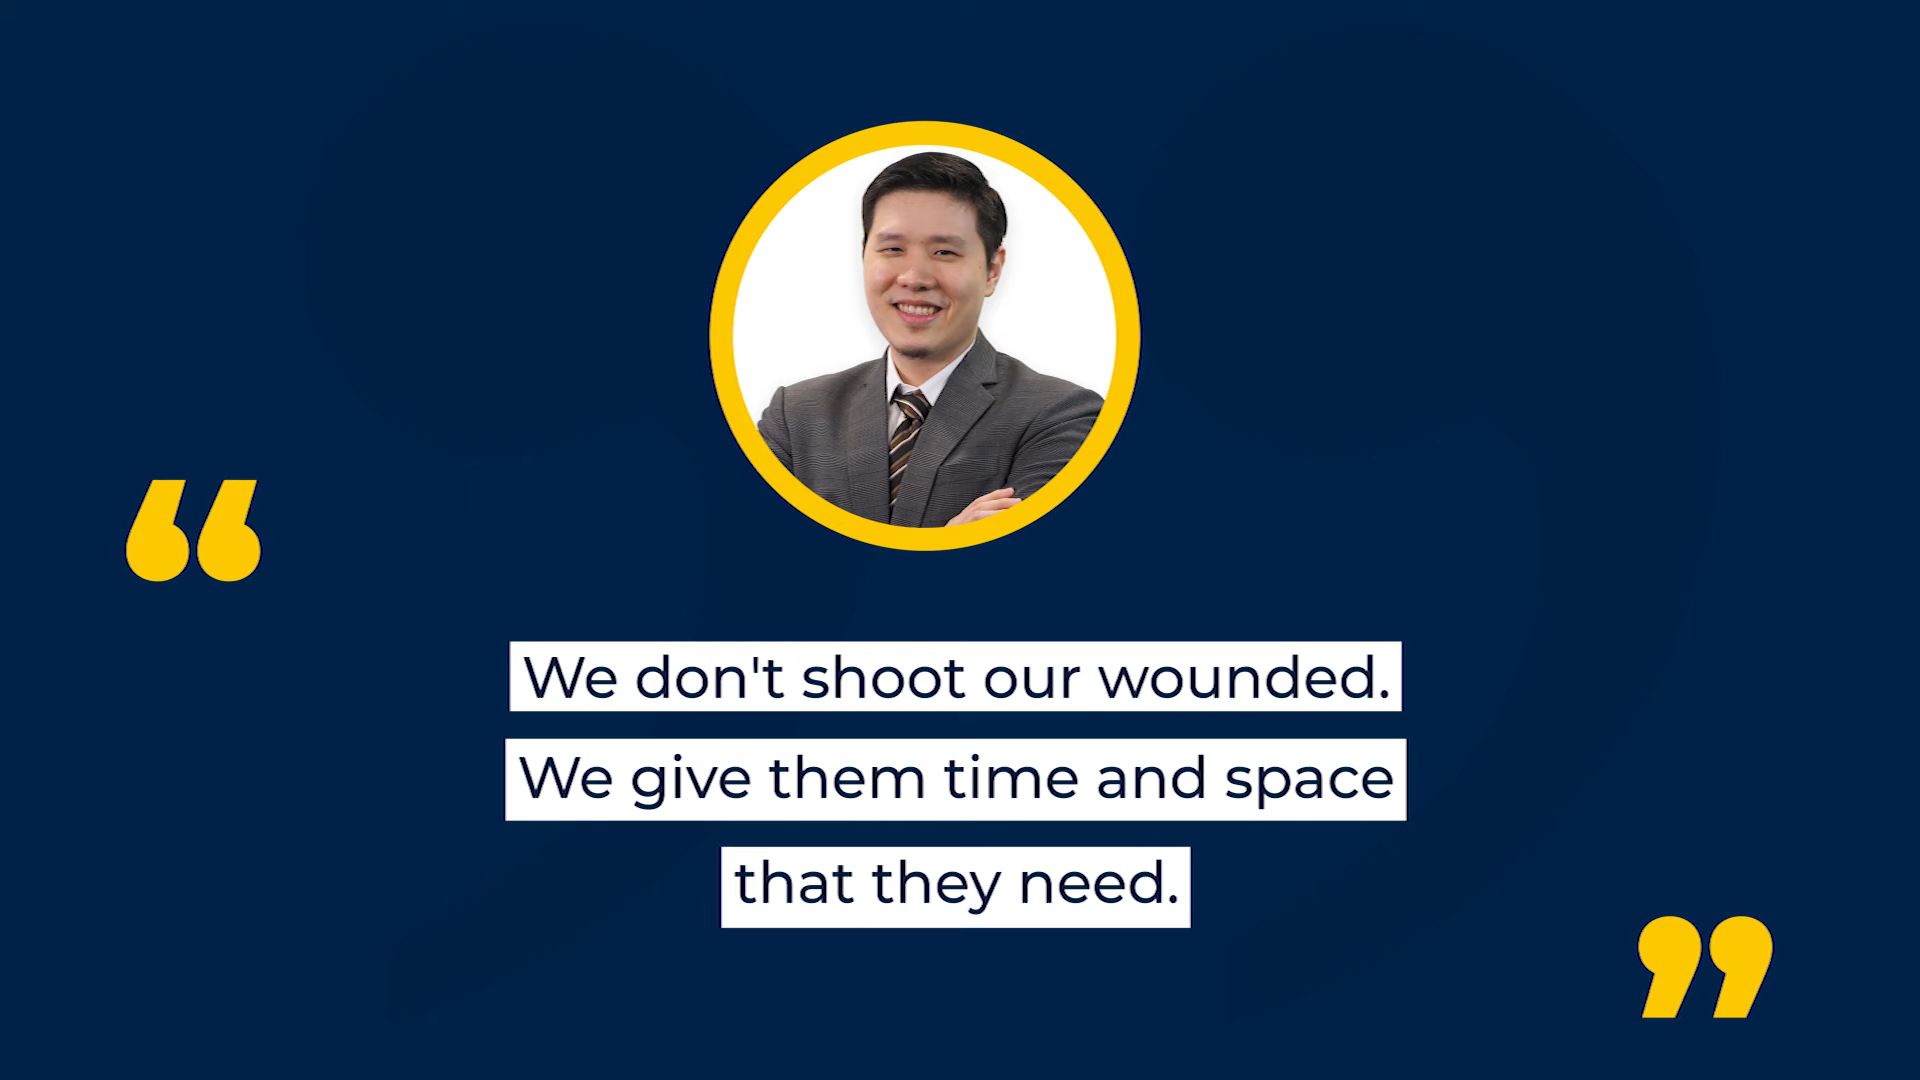 “
We don't shoot our wounded.
We give them time and space
that they need.
”